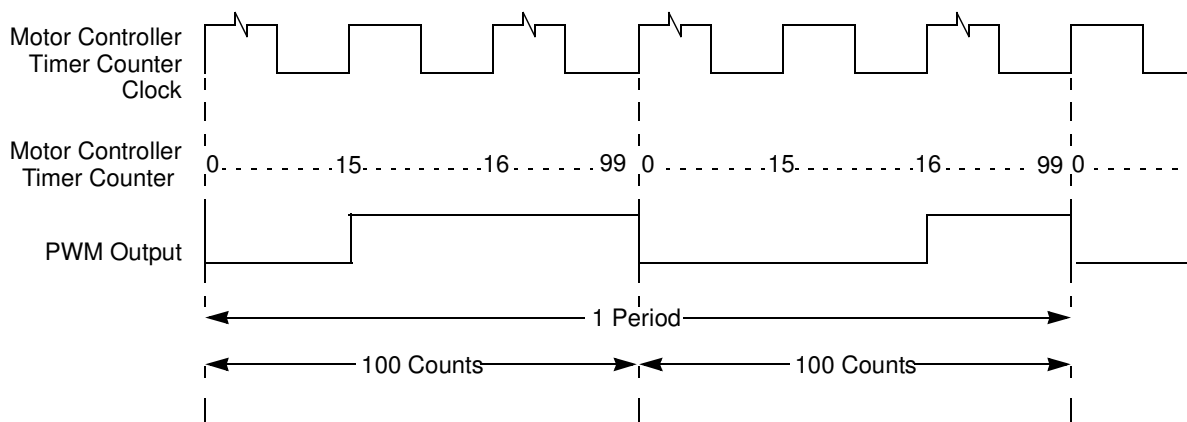 Motor Controller
Timer Counter
Clock
Motor Controller
Timer Counter
0 15 16 99 0 15 16 99 0
PWM Output
1 Period
100 Counts 100 Counts